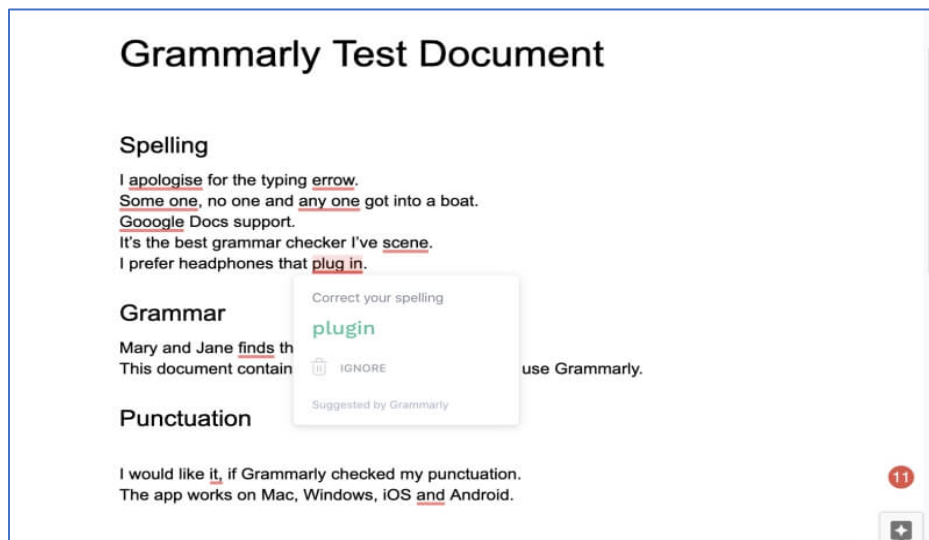 Grammarly Test Document
Spelling
I apologise for the typing errow.
Some one, no one and any one got into a boat.
Gooogle Docs support.
It's the best grammar checker I've scene.
I prefer headphones that plug in.
Correct your spelling
plugin
IGNORE
Suggested by Grammarly
Grammar
Mary and Jane finds th
This document contain use Grammarly.
Punctuation
I would like it, if Grammarly checked my punctuation.
The app works on Mac, Windows, iOS and Android.
11